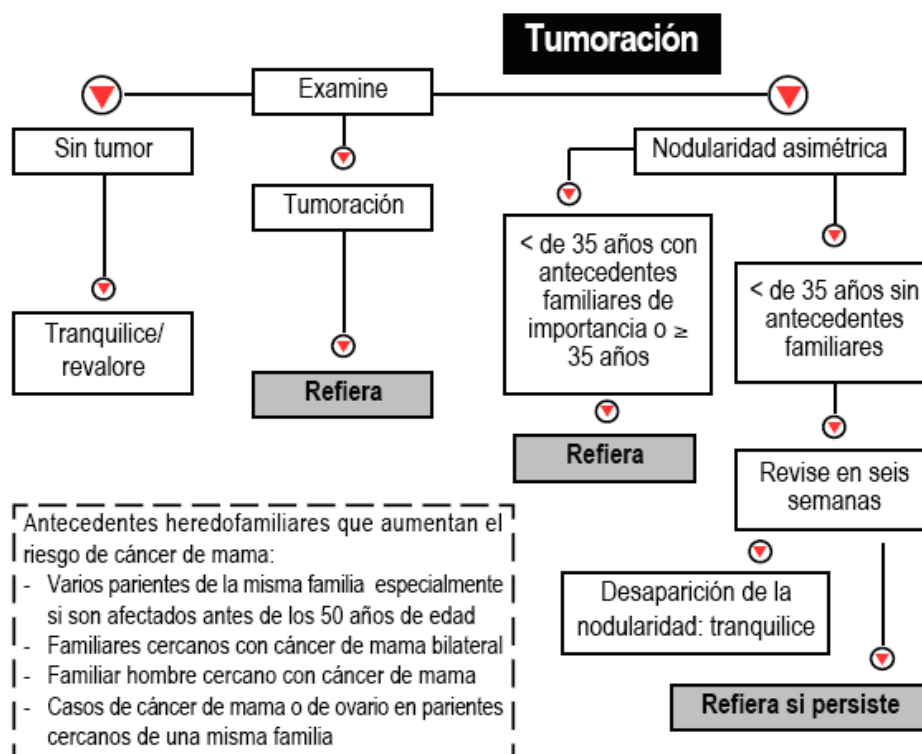 Tumoración
Examine
Sin tumor
Tumoración
Nodularidad asimétrica
Tranquilice/
revalore
Refiera
< de 35 años con
antecedentes
familiares de
importancia o ≥
35 años
Refiera
< de 35 años sin
antecedentes
familiares
Revise en seis
semanas
Desaparición de la
nodularidad: tranquilice
Refiera si persiste
Antecedentes heredofamiliares que aumentan el
riesgo de cáncer de mama:
- Varios parientes de la misma familia especialmente
si son afectados antes de los 50 años de edad
- Familiares cercanos con cáncer de mama bilateral
- Familiar hombre cercano con cáncer de mama
- Casos de cáncer de mama o de ovario en parientes
cercanos de una misma familia